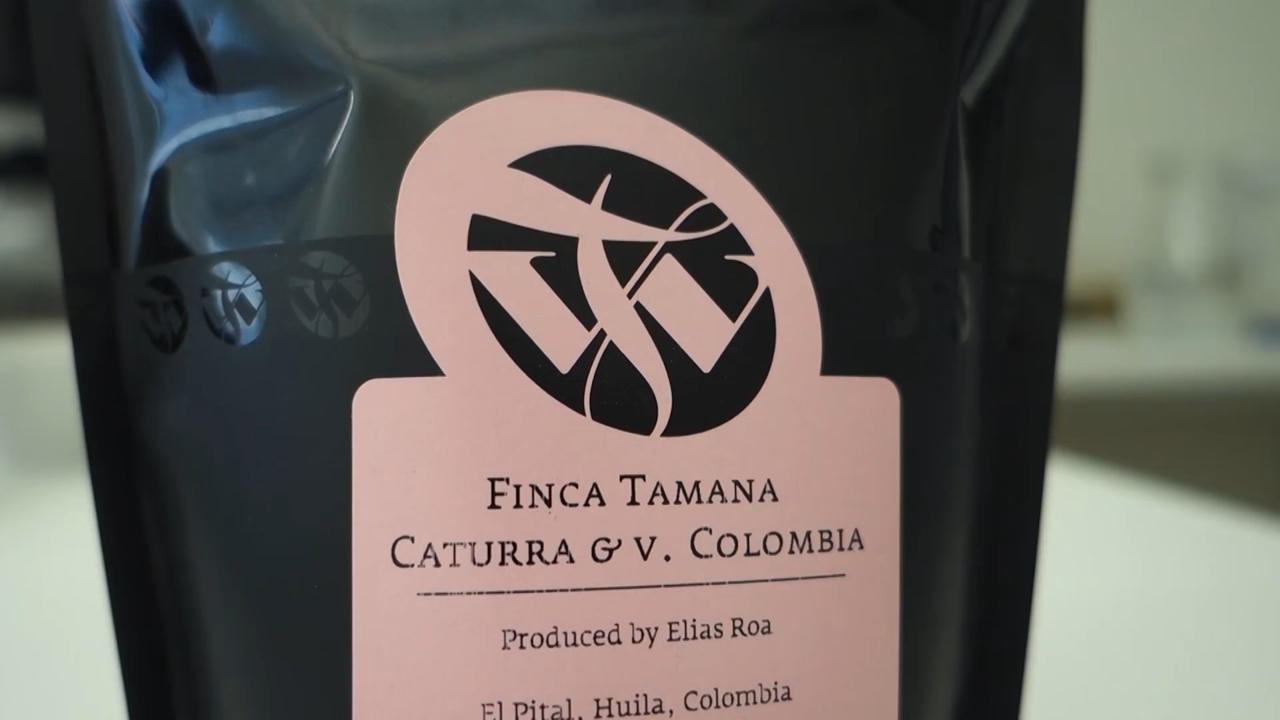 Finca Tamana
Caturra & v. Colombia
Produced by Elias Roa
El Pital, Huila, Colombia